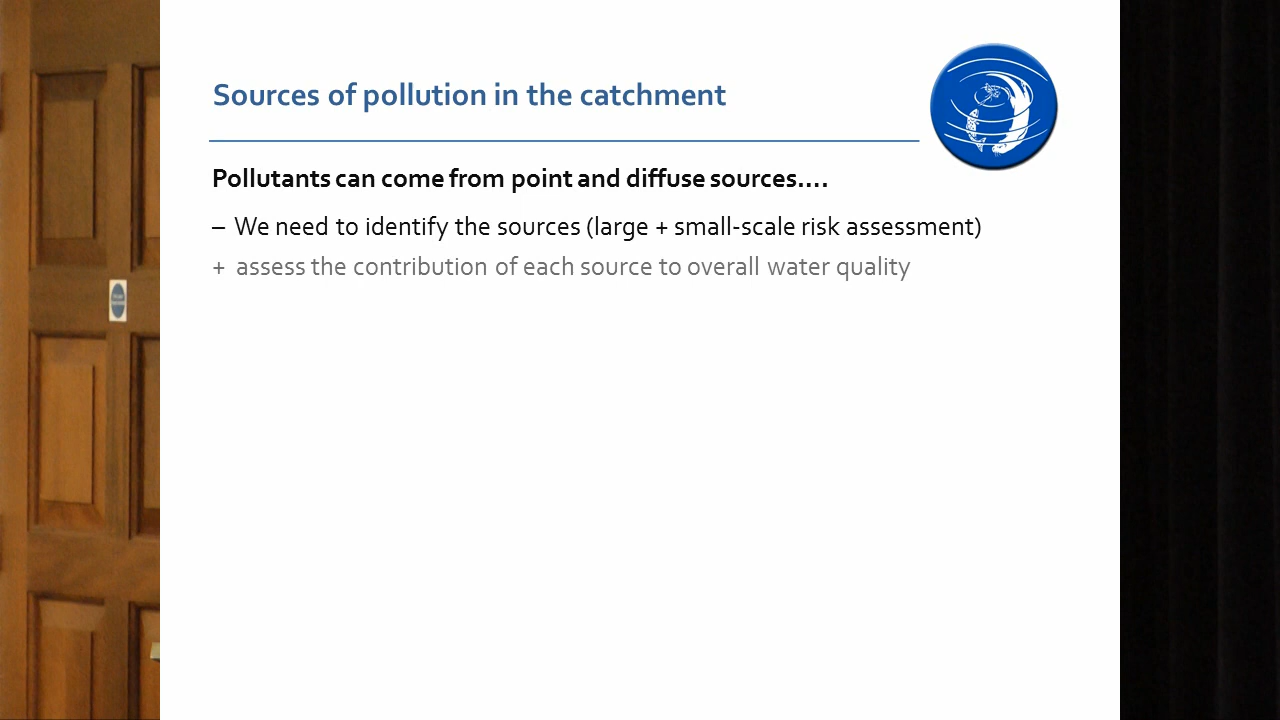 Sources of pollution in the catchment
Pollutants can come from point and diffuse sources....
– We need to identify the sources (large + small-scale risk assessment)
+ assess the contribution of each source to overall water quality